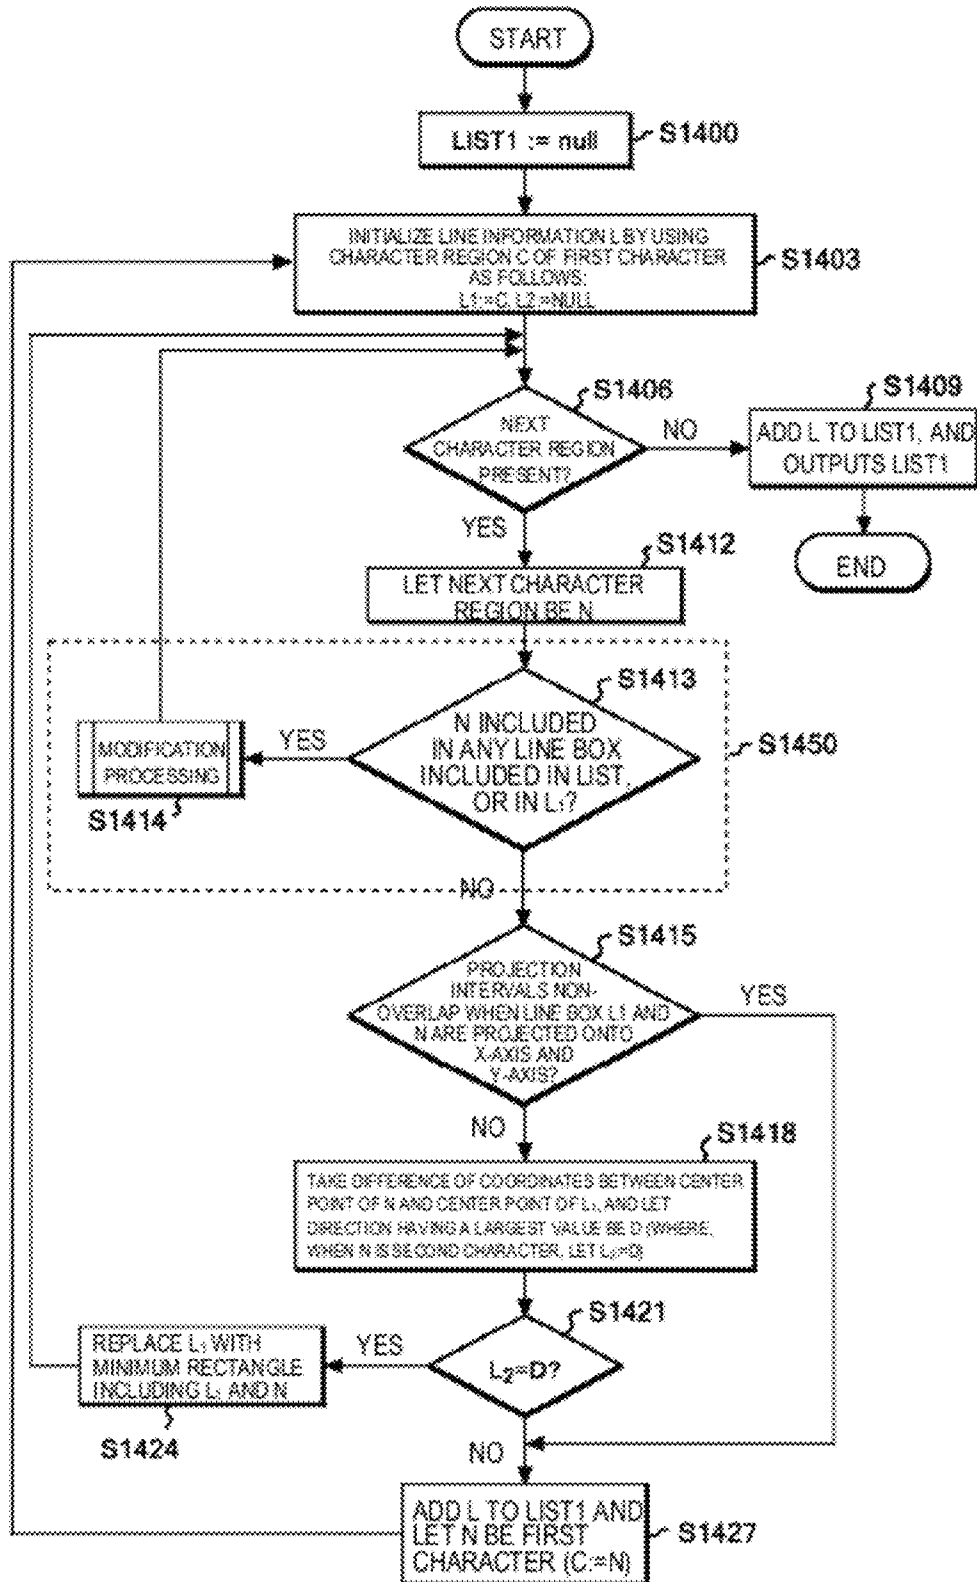 START
LIST1 := null
S1400
INITIALIZE LINE INFORMATION L BY USING
CHARACTER REGION C OF FIRST CHARACTER
AS FOLLOWS:
L1:=C, L2:=NULL
S1403
S1406
NEXT
CHARACTER REGION
PRESENT?
NO
S1409
ADD L TO LIST1, AND
OUTPUTS LIST1
YES
END
S1412
LET NEXT CHARACTER
REGION BE N
S1413
N INCLUDED
IN ANY LINE BOX
INCLUDED IN LIST,
OR IN L₁?
YES
MODIFICATION
PROCESSING
S1414
S1450
NO
S1415
PROJECTION
INTERVALS NON-
OVERLAP WHEN LINE BOX L1 AND
N ARE PROJECTED ONTO
X-AXIS AND
Y-AXIS?
YES
NO
S1418
TAKE DIFFERENCE OF COORDINATES BETWEEN CENTER
POINT OF N AND CENTER POINT OF L₁, AND LET
DIRECTION HAVING A LARGEST VALUE BE D (WHERE,
WHEN N IS SECOND CHARACTER, LET L₂:=D)
S1421
L₂=D?
YES
REPLACE L₁ WITH
MINIMUM RECTANGLE
INCLUDING L₁ AND N
S1424
NO
ADD L TO LIST1 AND
LET N BE FIRST
CHARACTER (C:=N)
S1427